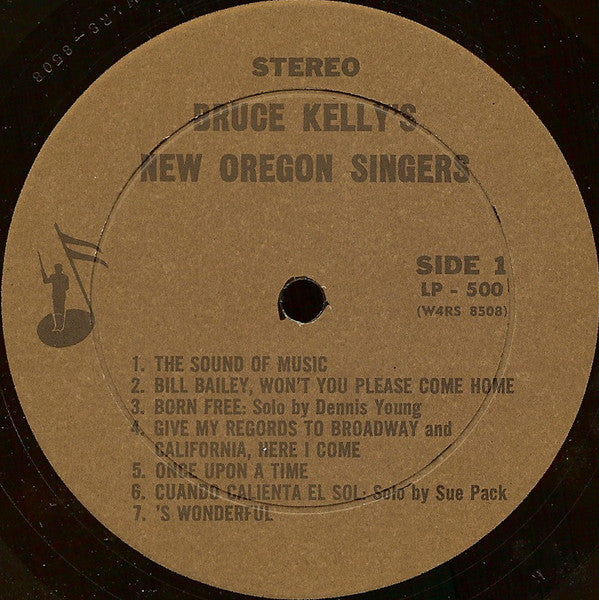 STEREO
BRUCE KELLY'S
NEW OREGON SINGERS
SIDE 1
LP - 500
(W4RS 8508)
1. THE SOUND OF MUSIC
2. BILL BAILEY, WON'T YOU PLEASE COME HOME
3. BORN FREE: Solo by Dennis Young
4. GIVE MY REGORDS TO BROADWAY and
CALIFORNIA, HERE I COME
5. ONCE UPON A TIME
6. CUANDO CALIENTA EL SOL: Solo by Sue Pack
7. 'S WONDERFUL